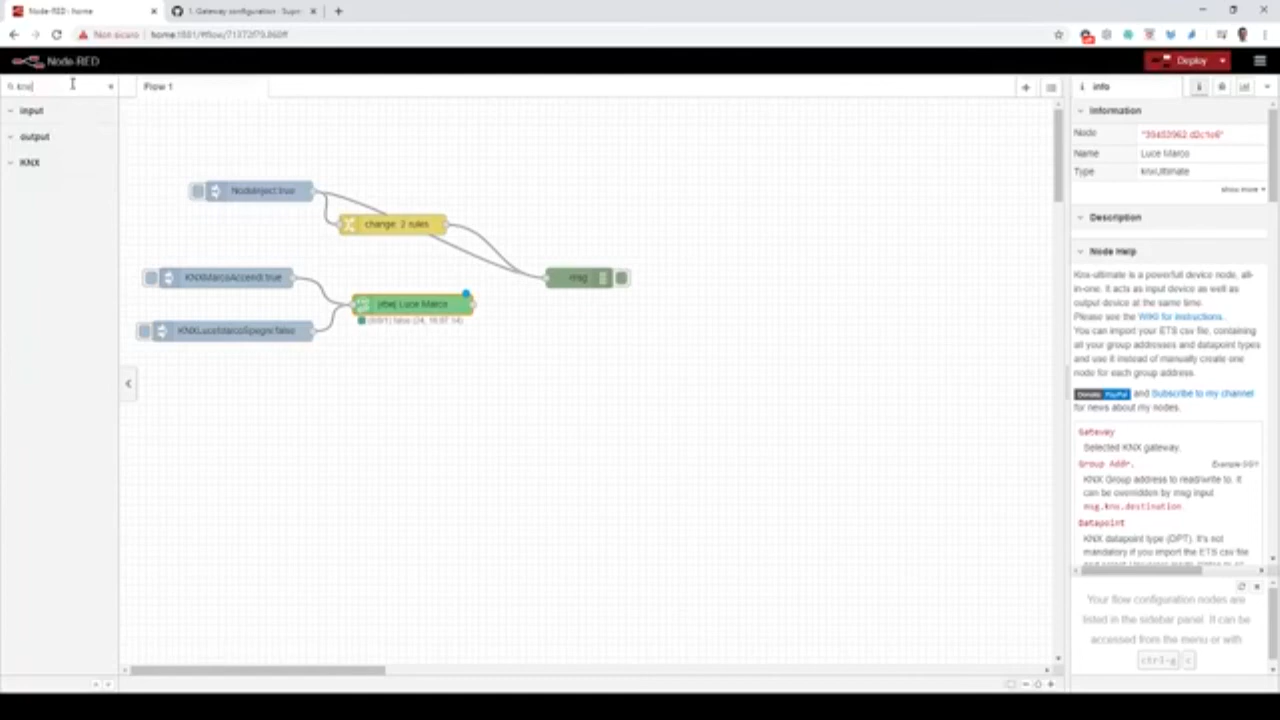 Node-RED : home
1. Gateway configuration · Supre
Non sicuro
Node-RED
Deploy
knx
Flow 1
info
input
output
KNX
Information
Node
Name Luce Marco
Type knxUltimate
show more
Description
Node Help
Knx-ultimate is a powerfull device node, all-
in-one. It acts as input device as well as
output device at the same time.
Please see the WIKI for instructions.
You can import your ETS csv file, containing
all your group addresses and datapoint types
and use it instead of manually create one
node for each group address.
Donate PayPal and Subscribe to my channel
for news about my nodes.
Gateway
Selected KNX gateway.
Group Addr.
KNX Group address to read/write to. It
can be overridden by msg input
msg.knx.destination
Datapoint
KNX datapoint type (DPT). It's not
mandatory if you import the ETS csv file
NodeInject:true
change: 2 rules
KNXMarcoAccendi:true
msg
Luce Marco
KNXLuceMarcoSpegni:false
Your flow configuration nodes are
listed in the sidebar panel. It can be
accessed from the menu or with
ctrl-g c